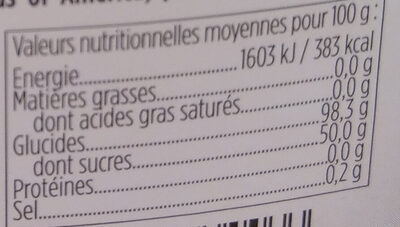 Valeurs nutritionnelles moyennes pour 100 g :
Energie..............................1603 kJ / 383 kcal
Matières grasses..............................0,0 g
dont acides gras saturés..............................0,0 g
Glucides..............................98,3 g
dont sucres..............................50,0 g
Protéines..............................0,0 g
Sel..............................0,2 g